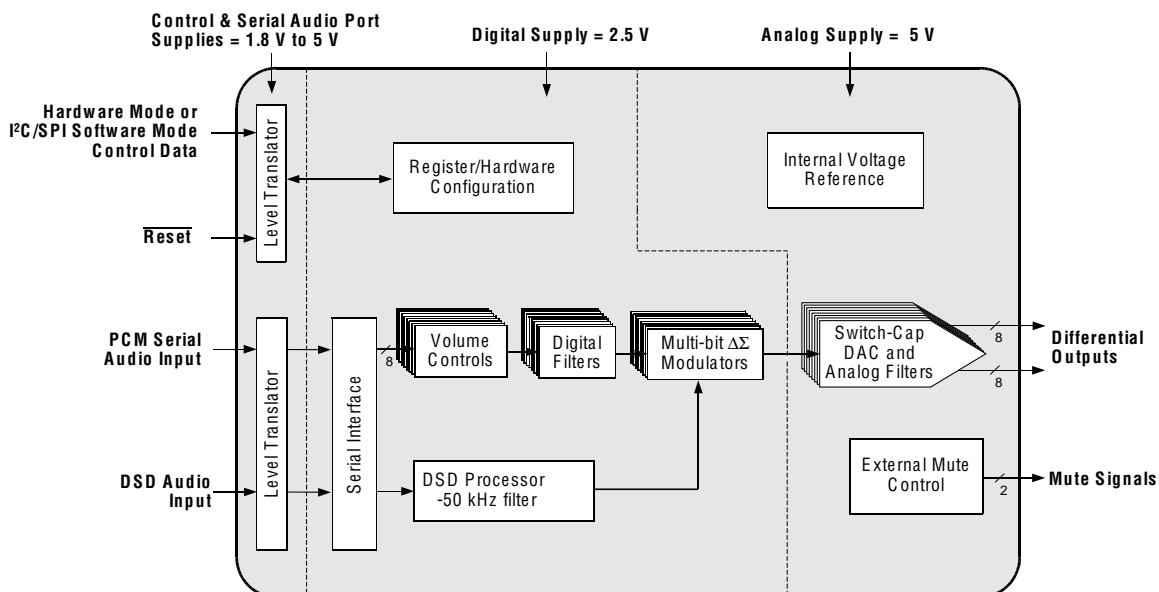 Control & Serial Audio Port
Supplies = 1.8 V to 5 V
Digital Supply = 2.5 V
Analog Supply = 5 V
Hardware Mode or
I²C/SPI Software Mode
Control Data
Level Translator
Register/Hardware
Configuration
Internal Voltage
Reference
Reset
PCM Serial
Audio Input
Level Translator
Serial Interface
8
Volume
Controls
Digital
Filters
Multi-bit ΔΣ
Modulators
Switch-Cap
DAC and
Analog Filters
8
8
Differential
Outputs
DSD Audio
Input
DSD Processor
-50 kHz filter
External Mute
Control
2
Mute Signals